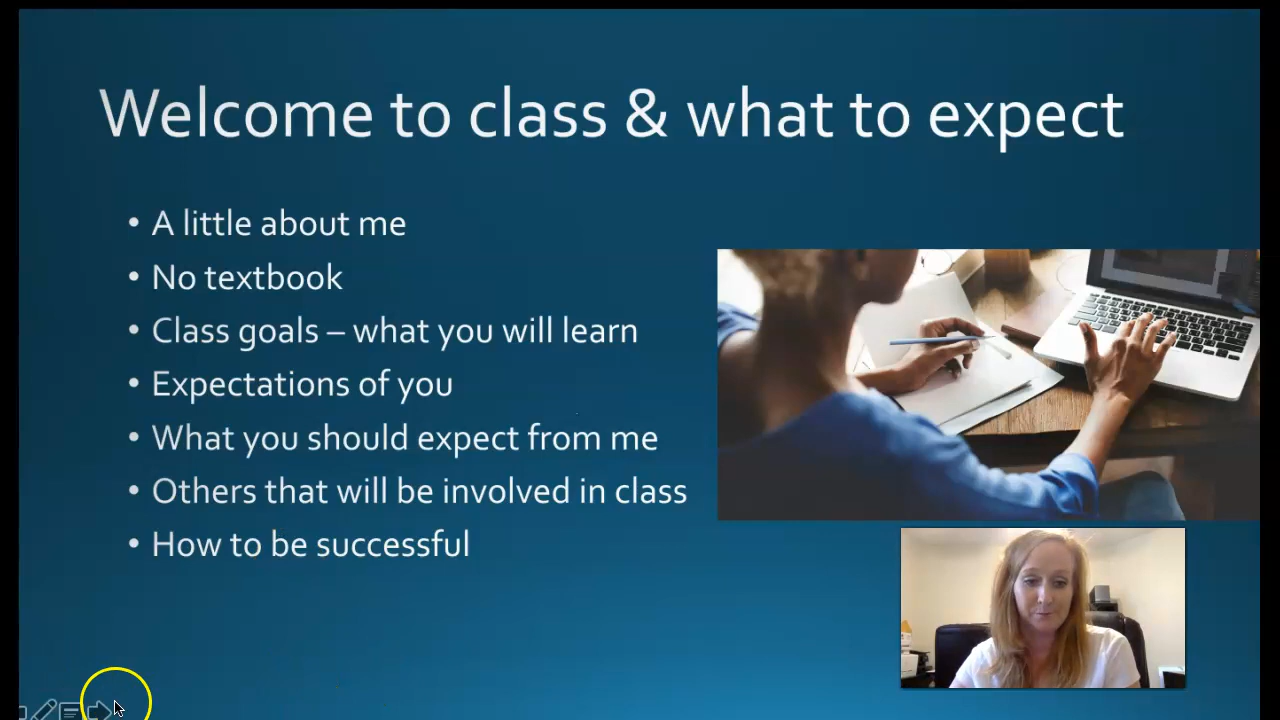 Welcome to class & what to expect
• A little about me
• No textbook
• Class goals – what you will learn
• Expectations of you
• What you should expect from me
• Others that will be involved in class
• How to be successful